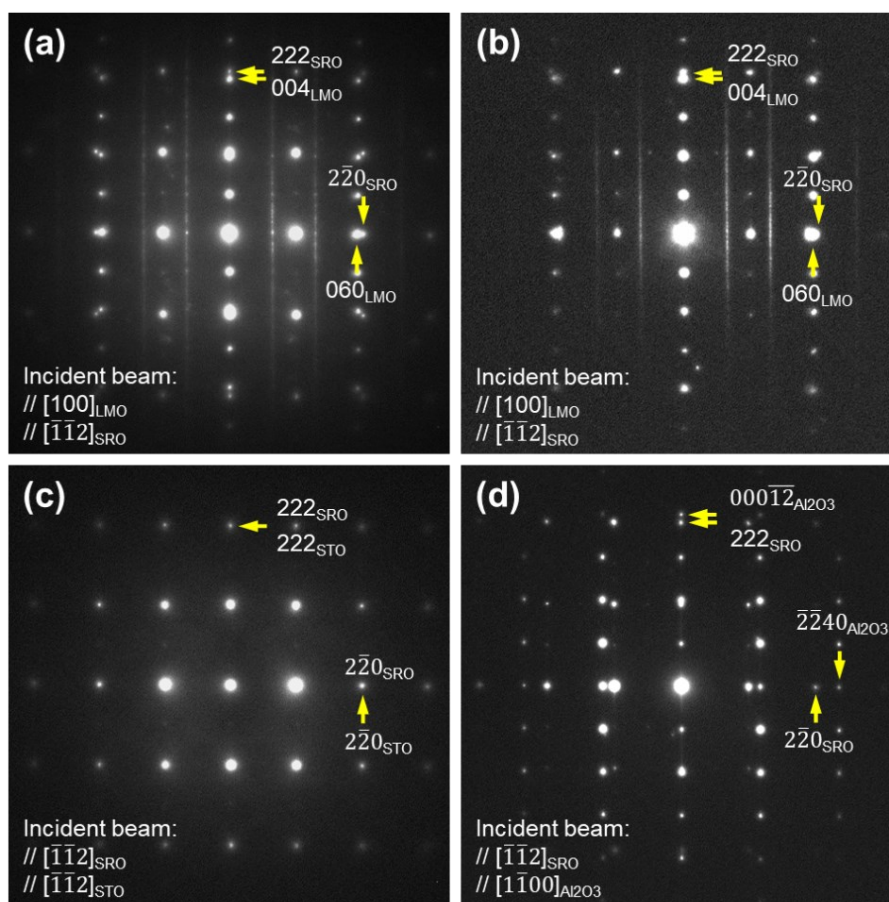 (a)
222SRO
004LMO
22̅0SRO
060LMO
Incident beam:
// [100]LMO
// [1̅1̅2]SRO
(b)
222SRO
004LMO
22̅0SRO
060LMO
Incident beam:
// [100]LMO
// [1̅1̅2]SRO
(c)
222SRO
222STO
22̅0SRO
22̅0STO
Incident beam:
// [1̅1̅2]SRO
// [1̅1̅2]STO
(d)
0001̅2̅Al2O3
222SRO
2̅2̅40Al2O3
22̅0SRO
Incident beam:
// [1̅1̅2]SRO
// [11̅00]Al2O3